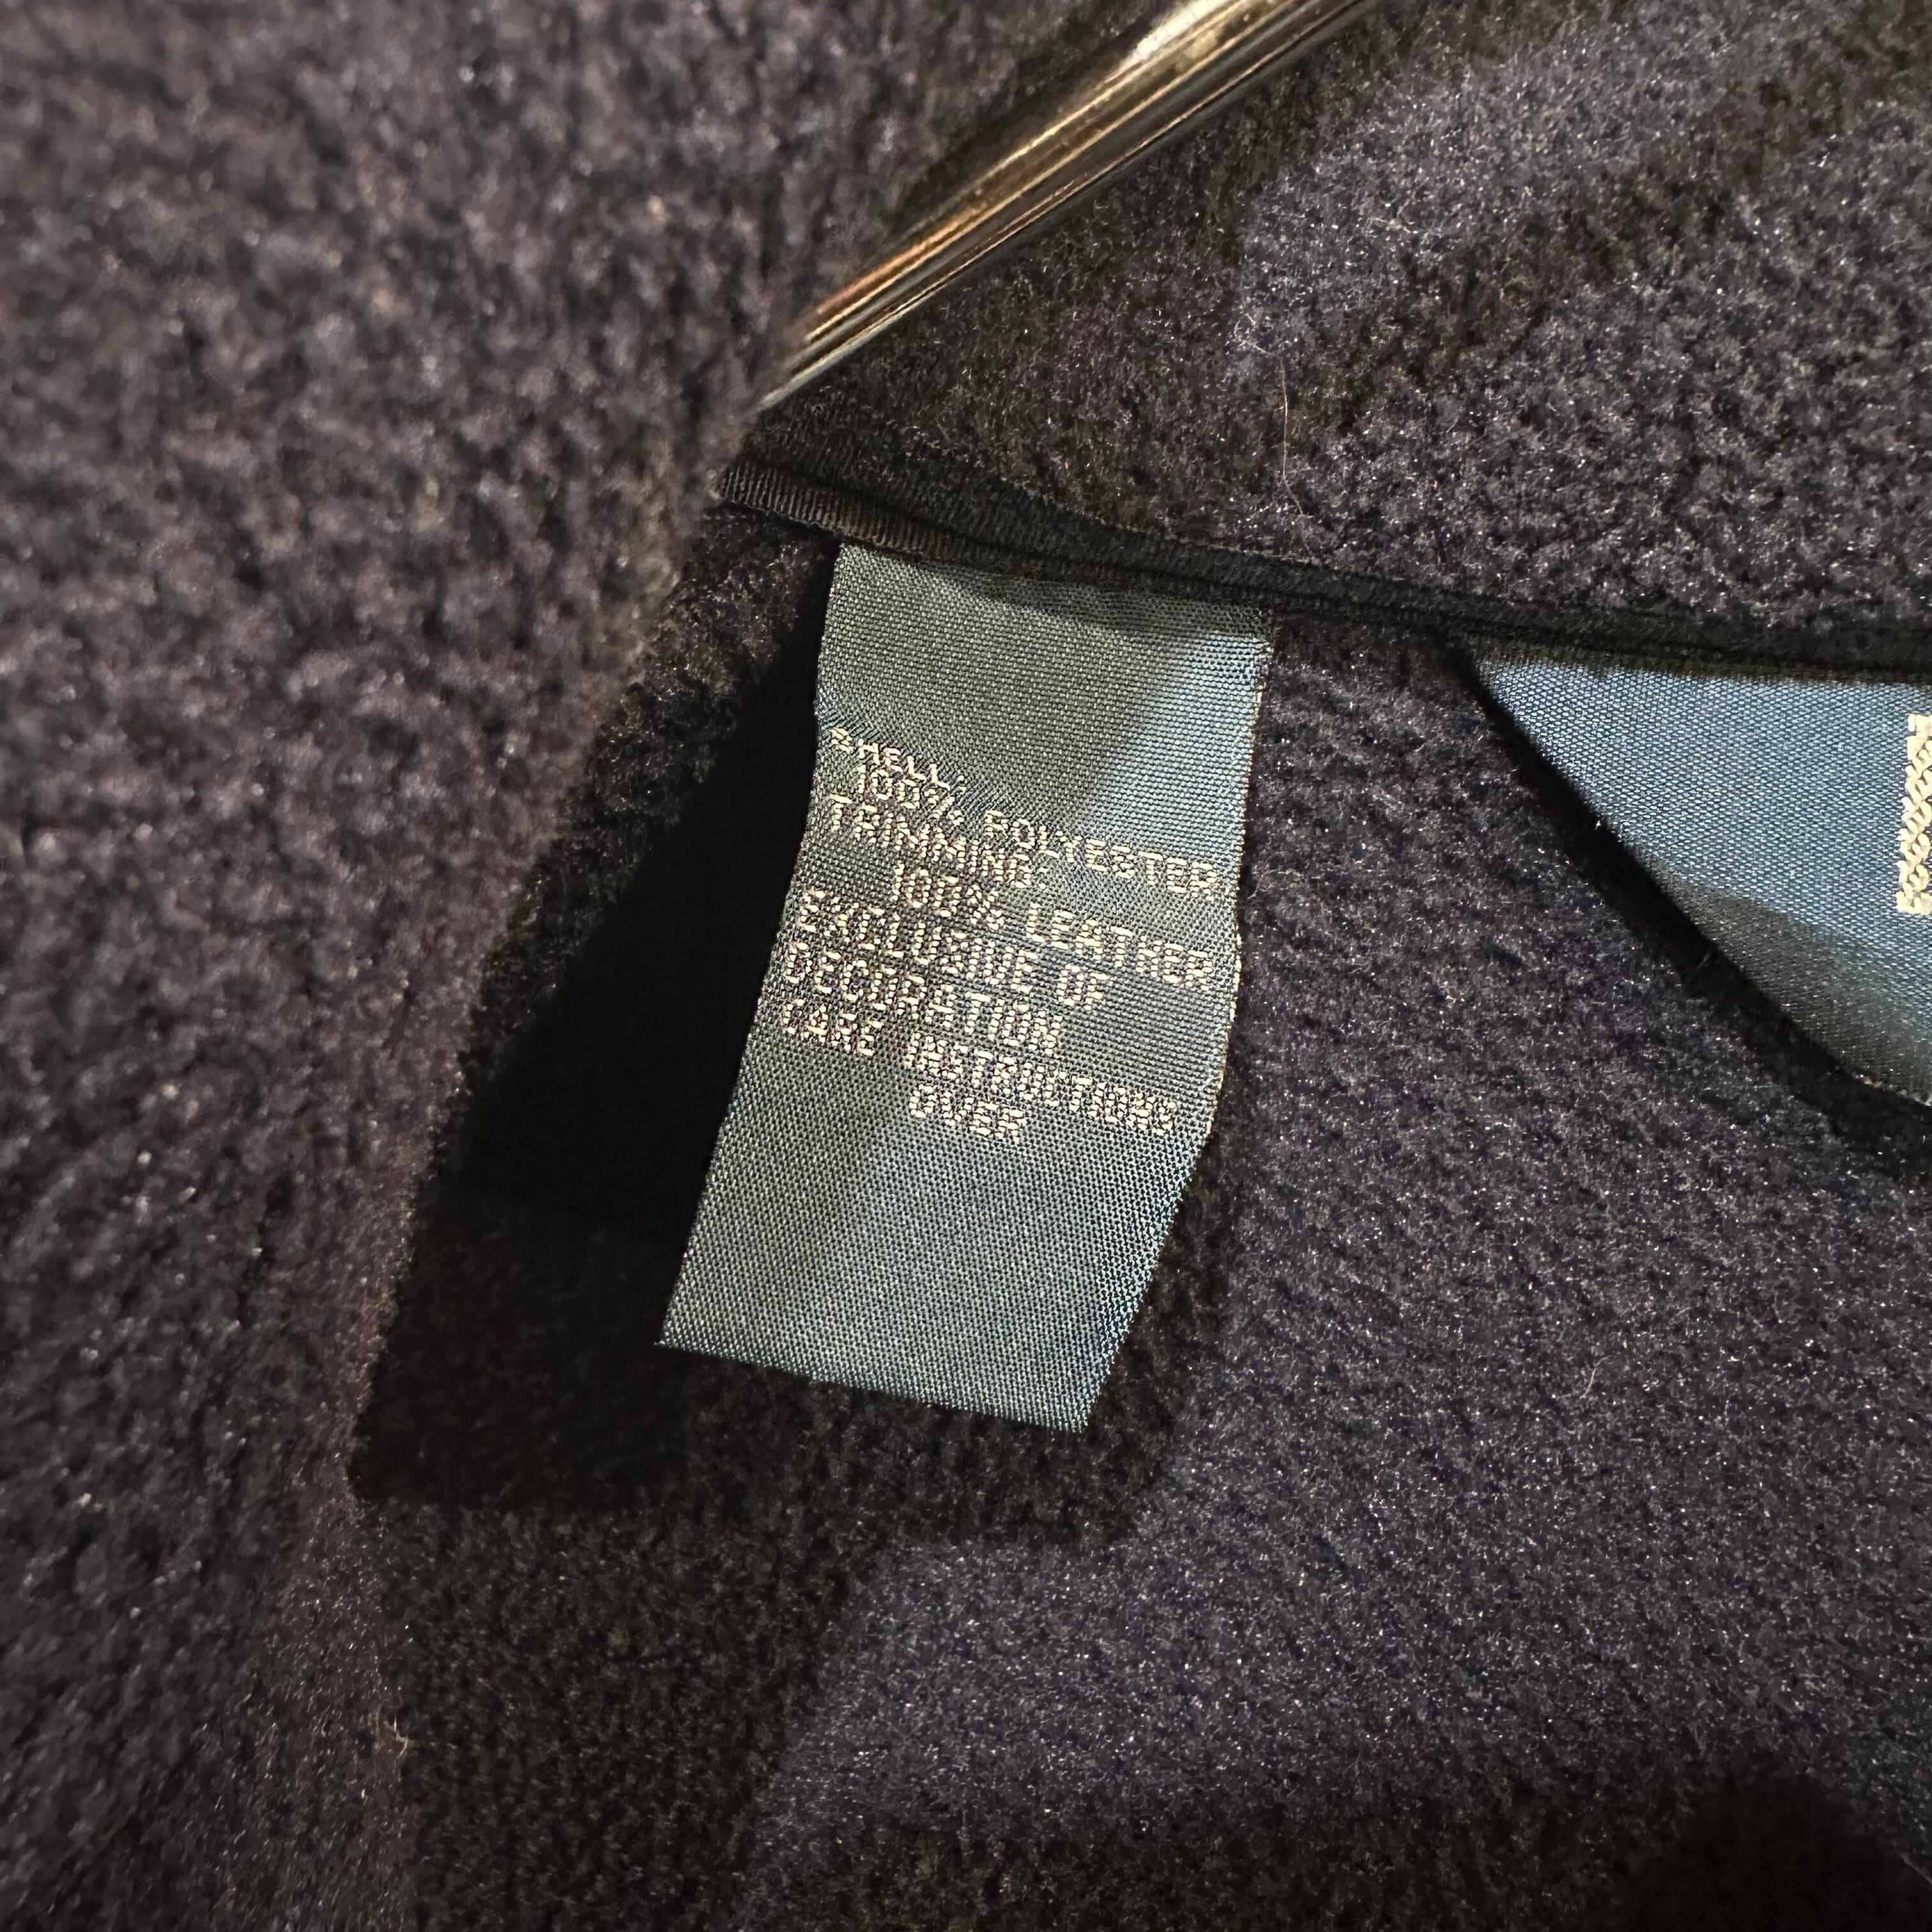 SHELL:
100% POLYESTER
TRIMMING:
100% LEATHER
EXCLUSIVE OF
DECORATION
CARE INSTRUCTIONS
OVER